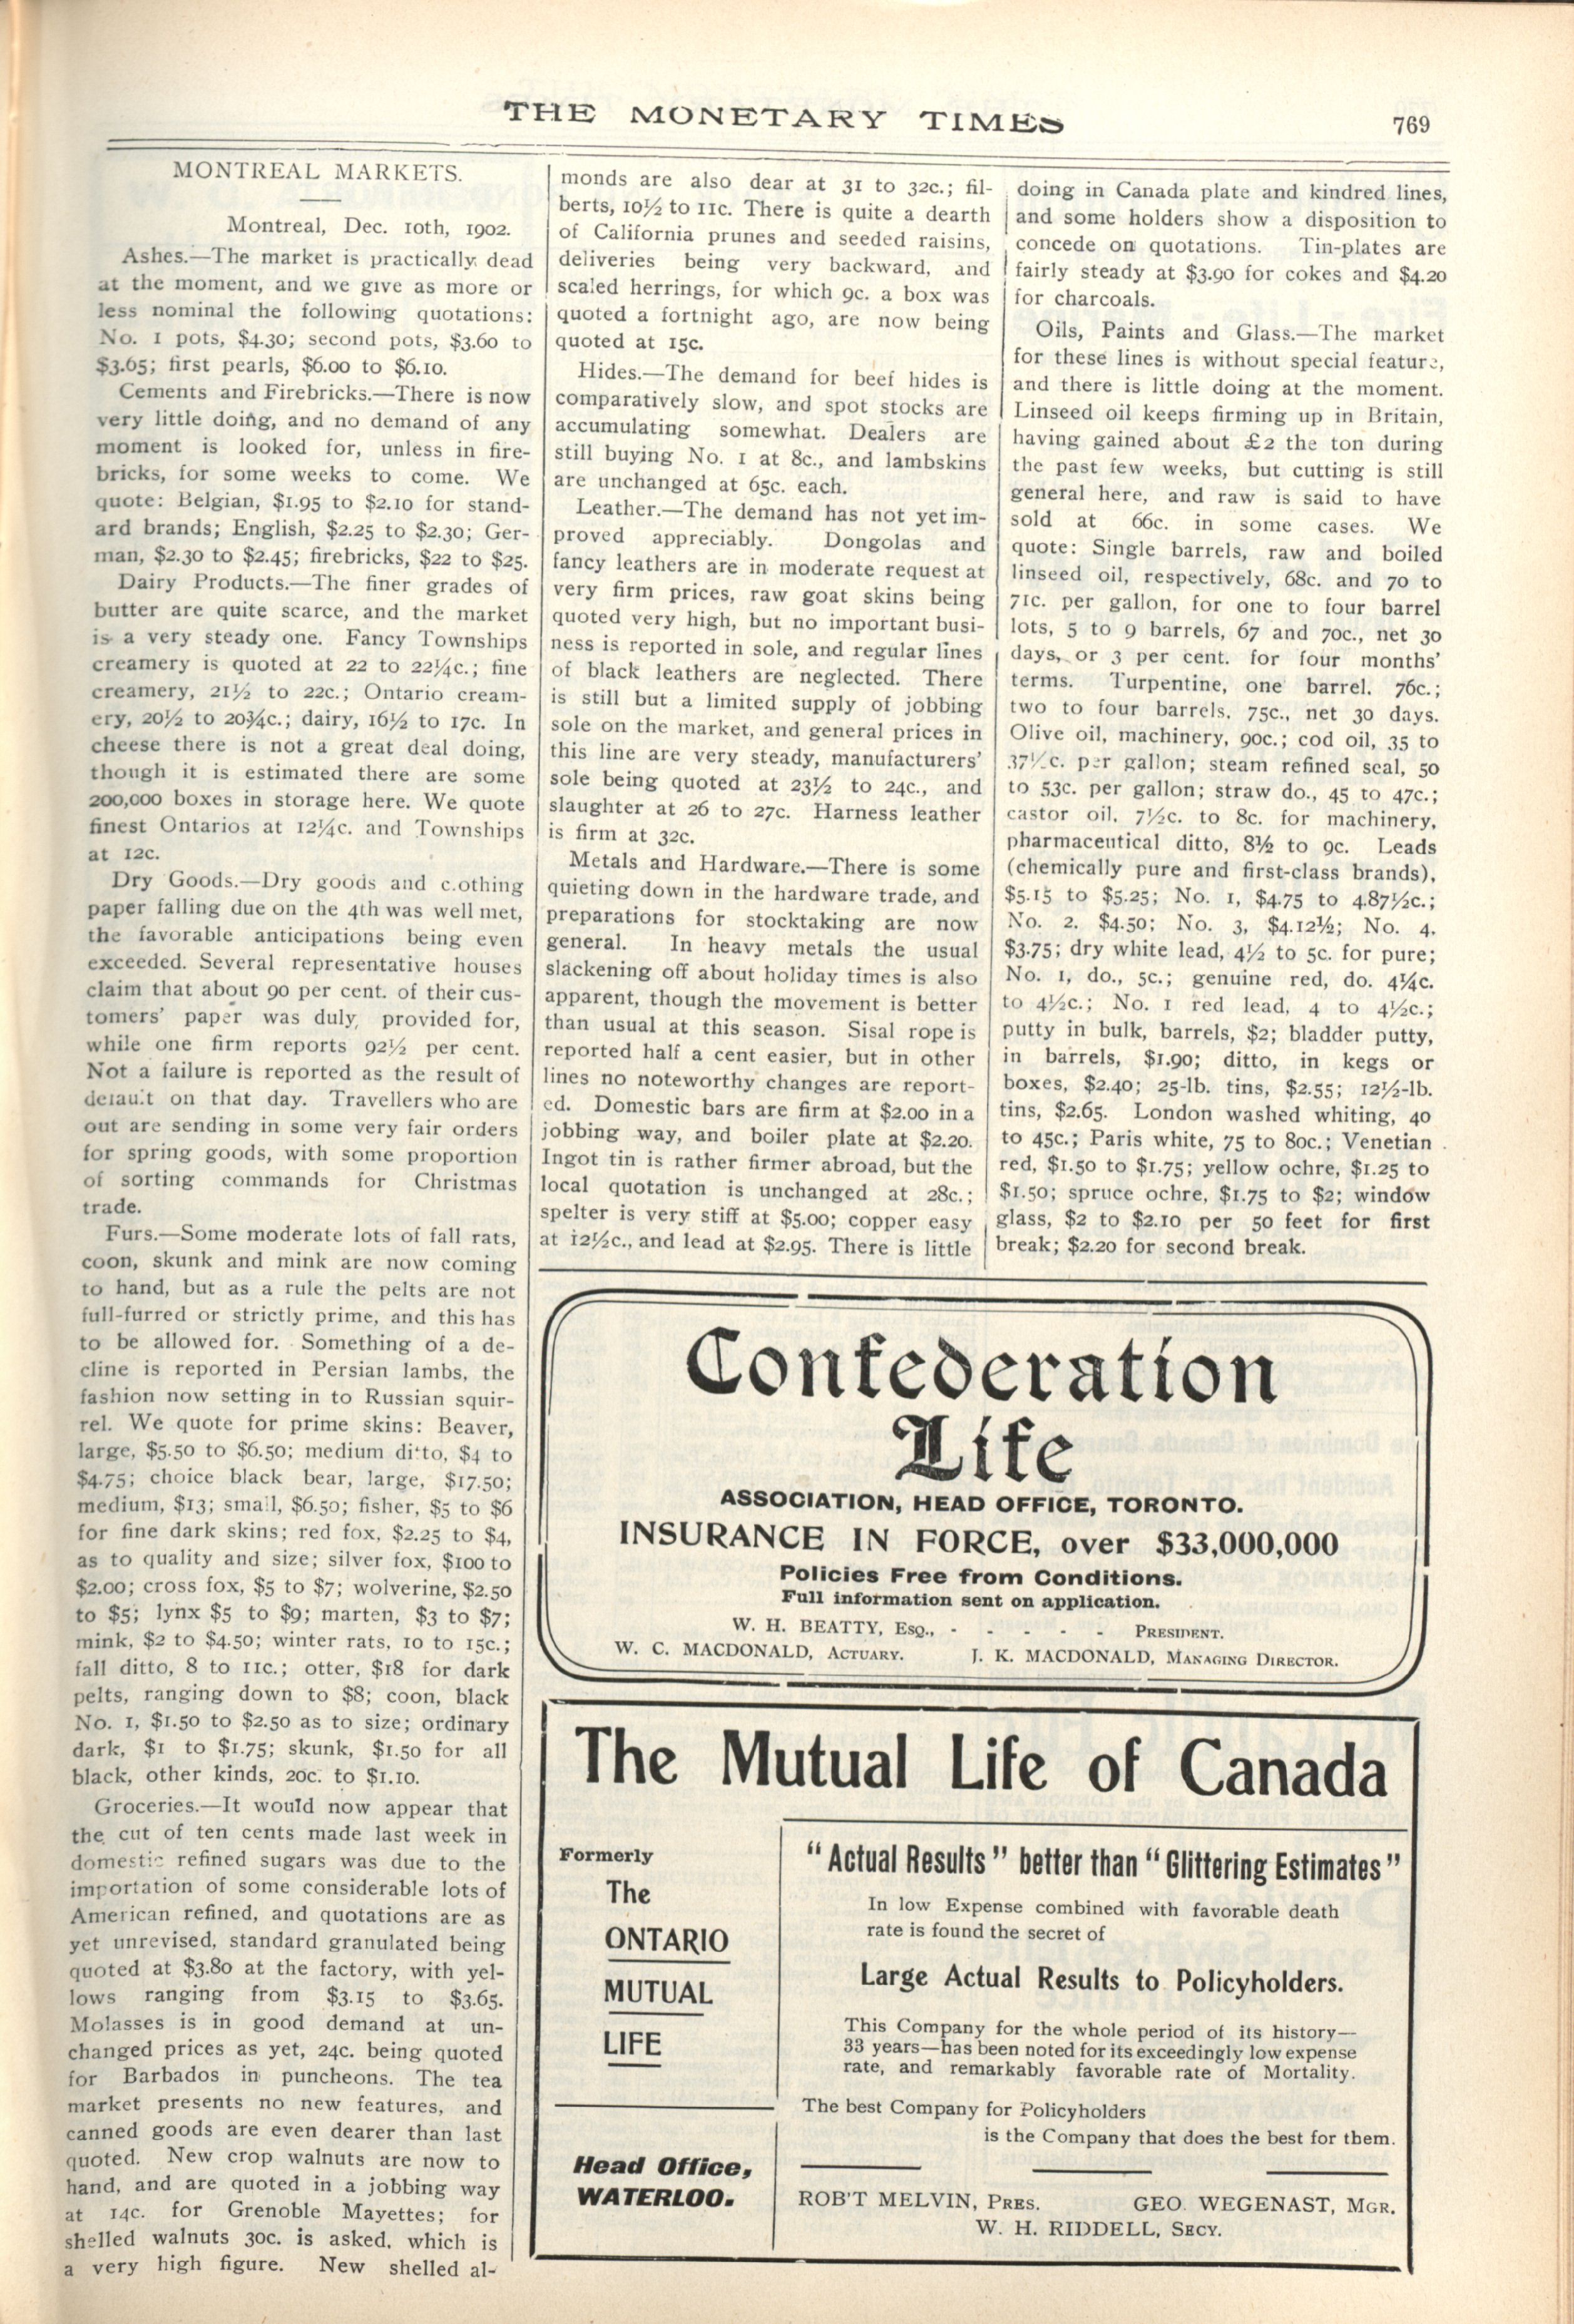 THE MONETARY TIMES
769
MONTREAL MARKETS.
Montreal, Dec. 10th, 1902.
Ashes.—The market is practically dead
at the moment, and we give as more or
less nominal the following quotations:
No. 1 pots, $4.30; second pots, $3.60 to
$3.65; first pearls, $6.00 to $6.10.
Cements and Firebricks.—There is now
very little doing, and no demand of any
moment is looked for, unless in fire-
bricks, for some weeks to come. We
quote: Belgian, $1.95 to $2.10 for stand-
ard brands; English, $2.25 to $2.30; Ger-
man, $2.30 to $2.45; firebricks, $22 to $25.
Dairy Products.—The finer grades of
butter are quite scarce, and the market
is a very steady one. Fancy Townships
creamery is quoted at 22 to 22¼c.; fine
creamery, 21½ to 22c.; Ontario cream-
ery, 20½ to 20¾c.; dairy, 16½ to 17c. In
cheese there is not a great deal doing,
though it is estimated there are some
200,000 boxes in storage here. We quote
finest Ontarios at 12¼c. and Townships
at 12c.
Dry Goods.—Dry goods and c.othing
paper falling due on the 4th was well met,
the favorable anticipations being even
exceeded. Several representative houses
claim that about 90 per cent. of their cus-
tomers' paper was duly provided for,
while one firm reports 92½ per cent.
Not a failure is reported as the result of
default on that day. Travellers who are
out are sending in some very fair orders
for spring goods, with some proportion
of sorting commands for Christmas
trade.
Furs.—Some moderate lots of fall rats,
coon, skunk and mink are now coming
to hand, but as a rule the pelts are not
full-furred or strictly prime, and this has
to be allowed for. Something of a de-
cline is reported in Persian lambs, the
fashion now setting in to Russian squir-
rel. We quote for prime skins: Beaver,
large, $5.50 to $6.50; medium ditto, $4 to
$4.75; choice black bear, large, $17.50;
medium, $13; small, $6.50; fisher, $5 to $6
for fine dark skins; red fox, $2.25 to $4,
as to quality and size; silver fox, $100 to
$2.00; cross fox, $5 to $7; wolverine, $2.50
to $5; lynx $5 to $9; marten, $3 to $7;
mink, $2 to $4.50; winter rats, 10 to 15c.;
fall ditto, 8 to 11c.; otter, $18 for dark
pelts, ranging down to $8; coon, black
No. 1, $1.50 to $2.50 as to size; ordinary
dark, $1 to $1.75; skunk, $1.50 for all
black, other kinds, 20c. to $1.10.
Groceries.—It would now appear that
the cut of ten cents made last week in
domestic refined sugars was due to the
importation of some considerable lots of
American refined, and quotations are as
yet unrevised, standard granulated being
quoted at $3.80 at the factory, with yel-
lows ranging from $3.15 to $3.65.
Molasses is in good demand at un-
changed prices as yet, 24c. being quoted
for Barbados in puncheons. The tea
market presents no new features, and
canned goods are even dearer than last
quoted. New crop walnuts are now to
hand, and are quoted in a jobbing way
at 14c. for Grenoble Mayettes; for
shelled walnuts 30c. is asked, which is
a very high figure. New shelled al-
monds are also dear at 31 to 32c.; fil-
berts, 10½ to 11c. There is quite a dearth
of California prunes and seeded raisins,
deliveries being very backward, and
scaled herrings, for which 9c. a box was
quoted a fortnight ago, are now being
quoted at 15c.
Hides.—The demand for beef hides is
comparatively slow, and spot stocks are
accumulating somewhat. Dealers are
still buying No. 1 at 8c., and lambskins
are unchanged at 65c. each.
Leather.—The demand has not yet im-
proved appreciably. Dongolas and
fancy leathers are in moderate request at
very firm prices, raw goat skins being
quoted very high, but no important busi-
ness is reported in sole, and regular lines
of black leathers are neglected. There
is still but a limited supply of jobbing
sole on the market, and general prices in
this line are very steady, manufacturers'
sole being quoted at 23½ to 24c., and
slaughter at 26 to 27c. Harness leather
is firm at 32c.
Metals and Hardware.—There is some
quieting down in the hardware trade, and
preparations for stocktaking are now
general. In heavy metals the usual
slackening off about holiday times is also
apparent, though the movement is better
than usual at this season. Sisal rope is
reported half a cent easier, but in other
lines no noteworthy changes are report-
ed. Domestic bars are firm at $2.00 in a
jobbing way, and boiler plate at $2.20.
Ingot tin is rather firmer abroad, but the
local quotation is unchanged at 28c.;
spelter is very stiff at $5.00; copper easy
at 12½c., and lead at $2.95. There is little
doing in Canada plate and kindred lines,
and some holders show a disposition to
concede on quotations. Tin-plates are
fairly steady at $3.90 for cokes and $4.20
for charcoals.
Oils, Paints and Glass.—The market
for these lines is without special feature,
and there is little doing at the moment.
Linseed oil keeps firming up in Britain,
having gained about £2 the ton during
the past few weeks, but cutting is still
general here, and raw is said to have
sold at 66c. in some cases. We
quote: Single barrels, raw and boiled
linseed oil, respectively, 68c. and 70 to
71c. per gallon, for one to four barrel
lots, 5 to 9 barrels, 67 and 70c., net 30
days, or 3 per cent. for four months'
terms. Turpentine, one barrel, 76c.;
two to four barrels, 75c., net 30 days.
Olive oil, machinery, 90c.; cod oil, 35 to
37½c. per gallon; steam refined seal, 50
to 53c. per gallon; straw do., 45 to 47c.;
castor oil, 7½c. to 8c. for machinery,
pharmaceutical ditto, 8½ to 9c. Leads
(chemically pure and first-class brands),
$5.15 to $5.25; No. 1, $4.75 to 4.87½c.;
No. 2, $4.50; No. 3, $4.12½; No. 4,
$3.75; dry white lead, 4½ to 5c. for pure;
No. 1, do., 5c.; genuine red, do. 4¼c.
to 4½c.; No. 1 red lead, 4 to 4½c.;
putty in bulk, barrels, $2; bladder putty,
in barrels, $1.90; ditto, in kegs or
boxes, $2.40; 25-lb. tins, $2.55; 12½-lb.
tins, $2.65. London washed whiting, 40
to 45c.; Paris white, 75 to 80c.; Venetian
red, $1.50 to $1.75; yellow ochre, $1.25 to
$1.50; spruce ochre, $1.75 to $2; window
glass, $2 to $2.10 per 50 feet for first
break; $2.20 for second break.
Confederation
Life
ASSOCIATION, HEAD OFFICE, TORONTO.
INSURANCE IN FORCE, over $33,000,000
Policies Free from Conditions.
Full information sent on application.
W. H. BEATTY, Esq., - - - - - President.
W. C. MACDONALD, Actuary. J. K. MACDONALD, Managing Director.
The Mutual Life of Canada
Formerly
The
ONTARIO
MUTUAL
LIFE
Head Office,
WATERLOO.
"Actual Results" better than "Glittering Estimates"
In low Expense combined with favorable death
rate is found the secret of
Large Actual Results to Policyholders.
This Company for the whole period of its history—
33 years—has been noted for its exceedingly low expense
rate, and remarkably favorable rate of Mortality.
The best Company for Policyholders
is the Company that does the best for them.
ROB'T MELVIN, Pres. GEO. WEGENAST, Mgr.
W. H. RIDDELL, Secy.